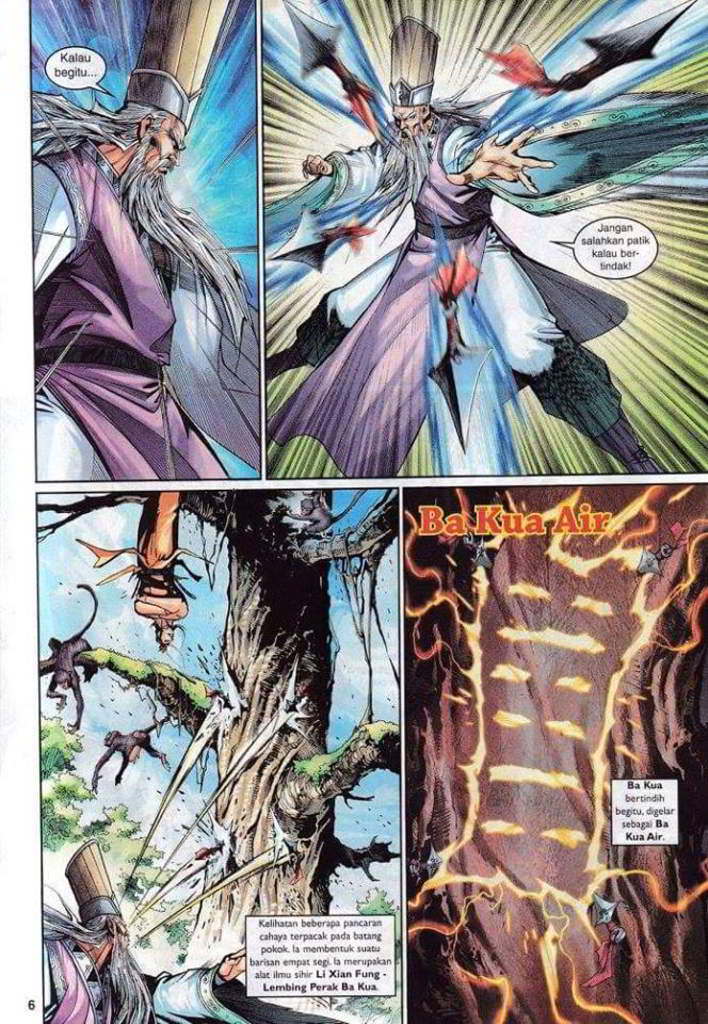 Kalau
begitu...
Jangan
salahkan patik
kalau ber-
tindak!
Kelihatan beberapa pancaran
cahaya terpacak pada batang
pokok. Ia membentuk suatu
barisan empat segi. Ia merupakan
alat ilmu sihir Li Xian Fung -
Lembing Perak Ba Kua.
Ba Kua Air
Ba Kua
bertindih
begitu, digelar
sebagai Ba
Kua Air.
6